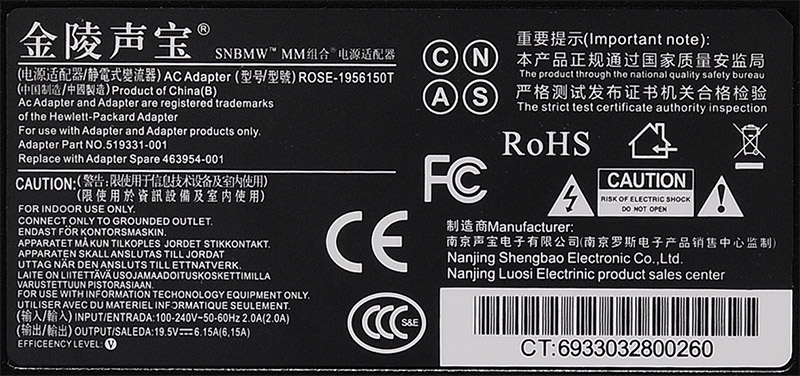 金陵声宝®
SNBMW™ MM组合® 电源适配器
(电源适配器/静電式變流器) AC Adapter (型号/型號) ROSE-1956150T
(中国制造/中國製造) Product of China(B)
Ac Adapter and Adapter are registered trademarks
of the Hewlett-Packard Adapter
For use with Adapter and Adapter products only.
Adapter Part NO.519331-001
Replace with Adapter Spare 463954-001
CAUTION: (警告: 限使用于信息技术设备及室内使用)
(限使用於資訊設備及室內使用)
FOR INDOOR USE ONLY.
CONNECT ONLY TO GROUNDED OUTLET.
ENDAST FÖR KONTORSMASKIN.
APPARATET MÅ KUN TILKOPLES JORDET STIKKONTAKT.
APPARATEN SKALL ANSLUTAS TILL JORDAT
UTTAG NÄR DEN ANSLUTS TILL ETTNATVERK.
LAITE ON LIITETTÄVÄ USOJAMAADOITUSKOSKETTIMILLA
VARUSTETTUUN PISTORASIAAN.
FOR USE WITH INFORMATION TECHNOLOGY EQUIPMENT ONLY.
UTILISER AVEC DU MATERIEL INFORMATIQUE SEULEMENT.
(输入/輸入) INPUT/ENTRADA:100-240V~50-60Hz 2.0A(2.0A)
(输出/輸出) OUTPUT/SALEDA:19.5V⎓ 6.15A(6,15A)
EFFICEENCY LEVEL: V
C N
A S
重要提示(Important note):
本产品正规通过国家质量安监局
The product through the national quality safety bureau
严格测试发布证书机关合格检验
The strict test certificate authority inspection
FC
RoHS
CAUTION
RISK OF ELECTRIC SHOCK
DO NOT OPEN
CE
CCC S&E
制造商Manufacturer:
南京声宝电子有限公司(南京罗斯电子产品销售中心监制)
Nanjing Shengbao Electronic Co.,Ltd.
Nanjing Luosi Electrinic product sales center
CT:6933032800260